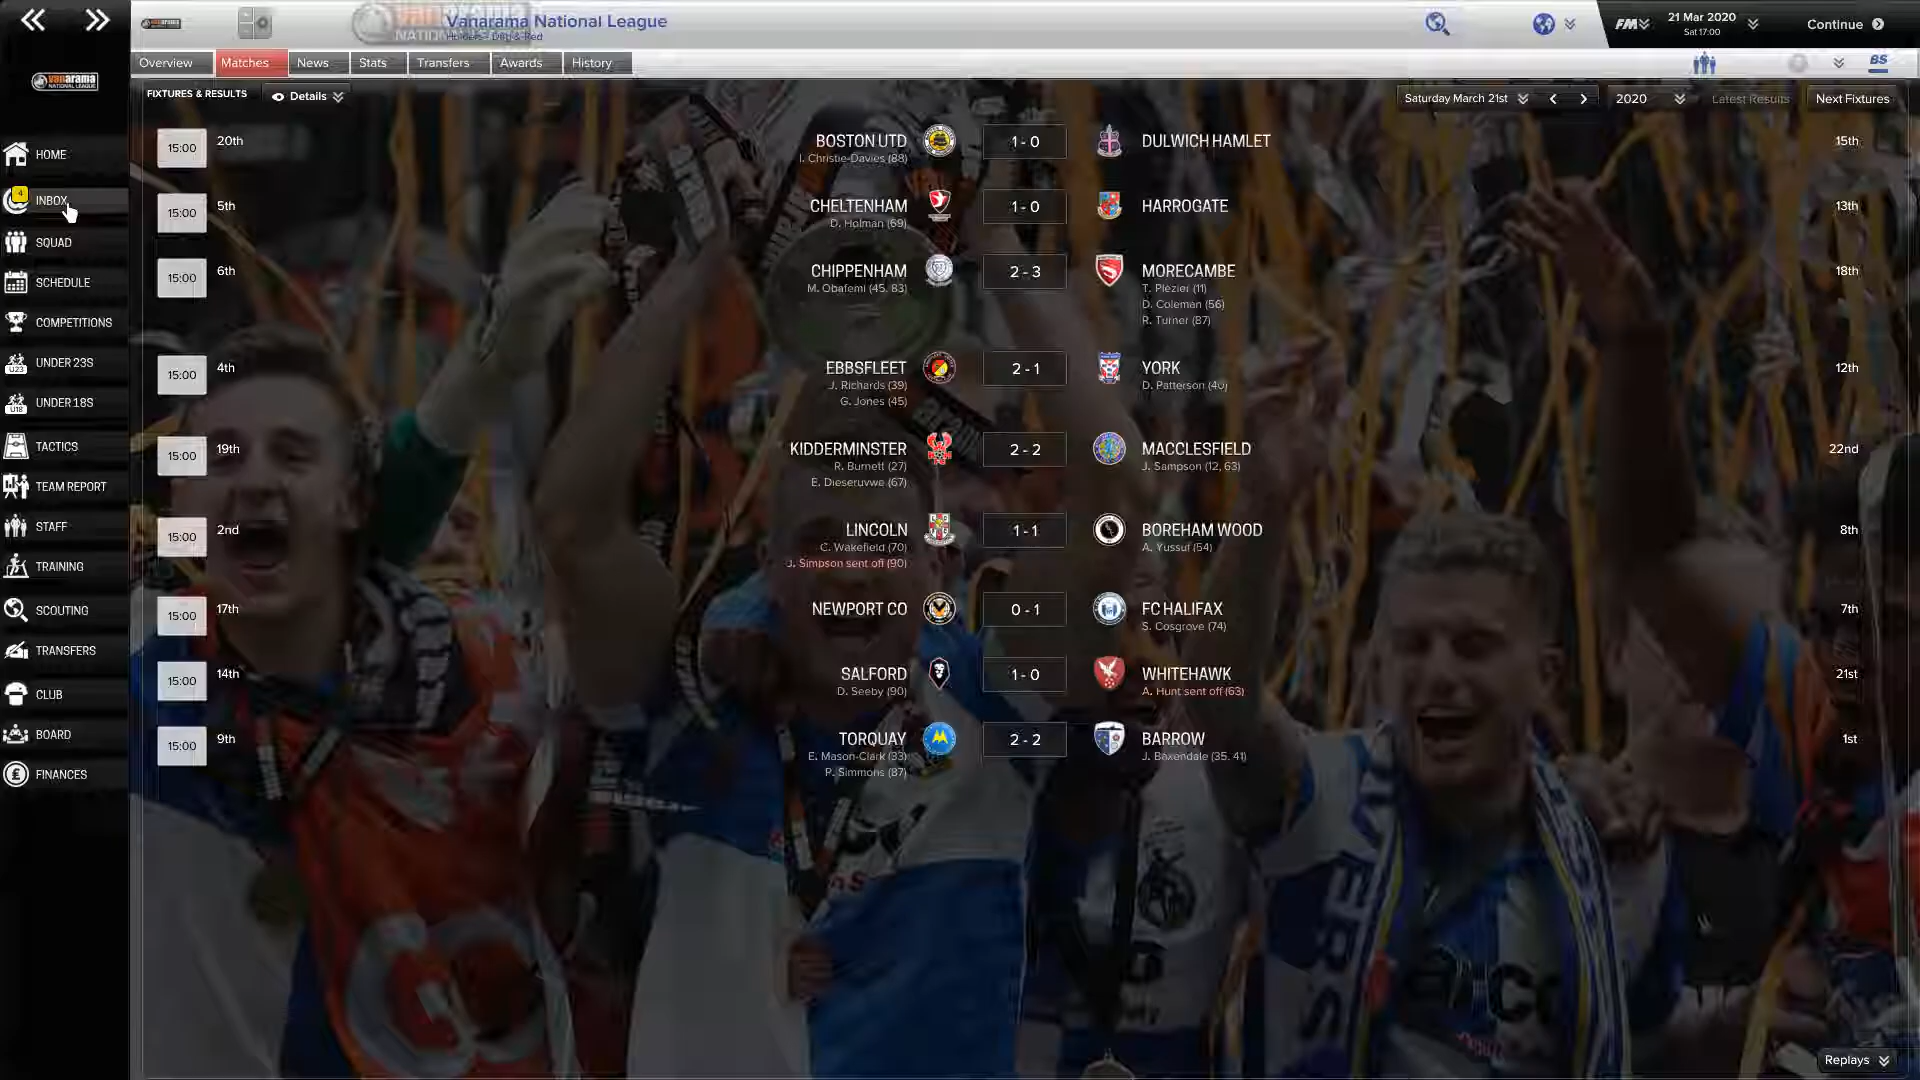 Vanarama National League
21 Mar 2020
Sat 17:00
Continue
FM
Overview
Matches
News
Stats
Transfers
Awards
History
BS
vanarama
NATIONAL LEAGUE
FIXTURES & RESULTS
Details
Saturday March 21st
2020
Latest Results
Next Fixtures
HOME
4
INBOX
SQUAD
SCHEDULE
COMPETITIONS
U23
UNDER 23S
U18
UNDER 18S
TACTICS
TEAM REPORT
STAFF
TRAINING
SCOUTING
TRANSFERS
CLUB
BOARD
FINANCES
15:00 20th BOSTON UTD 1 - 0 DULWICH HAMLET 15th
I. Christie-Davies (88)
15:00 5th CHELTENHAM 1 - 0 HARROGATE 13th
D. Holman (69)
15:00 6th CHIPPENHAM 2 - 3 MORECAMBE 18th
M. Obafemi (45, 83) T. Plezier (11)
D. Coleman (56)
R. Turner (87)
15:00 4th EBBSFLEET 2 - 1 YORK 12th
J. Richards (39) D. Patterson (40)
G. Jones (45)
15:00 19th KIDDERMINSTER 2 - 2 MACCLESFIELD 22nd
R. Burnett (27) J. Sampson (12, 63)
E. Dieseruvwe (67)
15:00 2nd LINCOLN 1 - 1 BOREHAM WOOD 8th
C. Wakefield (70) A. Yussuf (54)
J. Simpson sent off (90)
15:00 17th NEWPORT CO 0 - 1 FC HALIFAX 7th
S. Cosgrove (74)
15:00 14th SALFORD 1 - 0 WHITEHAWK 21st
D. Seeby (90) A. Hunt sent off (63)
15:00 9th TORQUAY 2 - 2 BARROW 1st
E. Mason-Clark (33) J. Baxendale (35, 41)
P. Simmons (87)
Replays